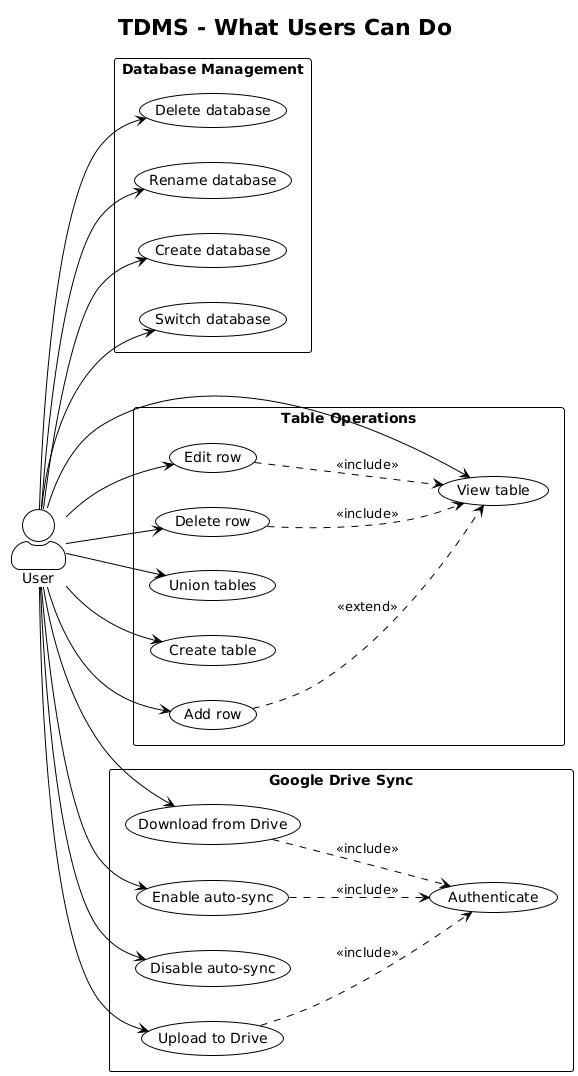 TDMS - What Users Can Do
Database Management
Delete database
Rename database
Create database
Switch database
Table Operations
Edit row
«include»
View table
Delete row
«include»
User
Union tables
«extend»
Create table
Add row
Google Drive Sync
Download from Drive
«include»
Enable auto-sync
«include»
Authenticate
«include»
Disable auto-sync
Upload to Drive